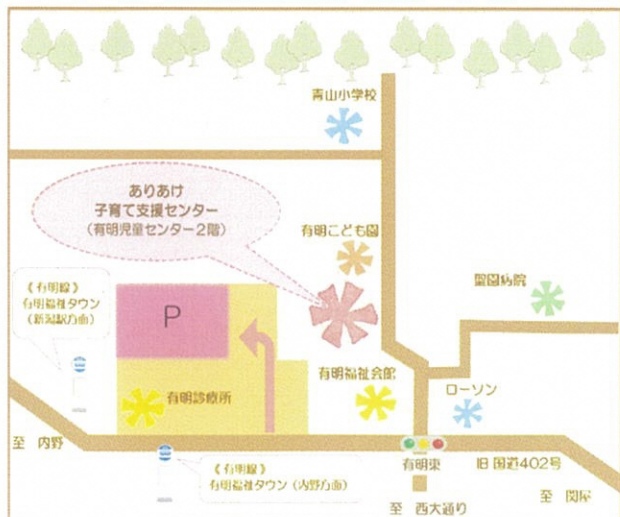 青山小学校
ありあけ
子育て支援センター
(有明児童センター2階)
有明こども園
聖園病院
《有明線》
有明福祉タウン
(新潟駅方面)
P
有明診療所
有明福祉会館
ローソン
至 内野
有明東
旧 国道402号
《有明線》
有明福祉タウン(内野方面)
至 関屋
至 西大通り